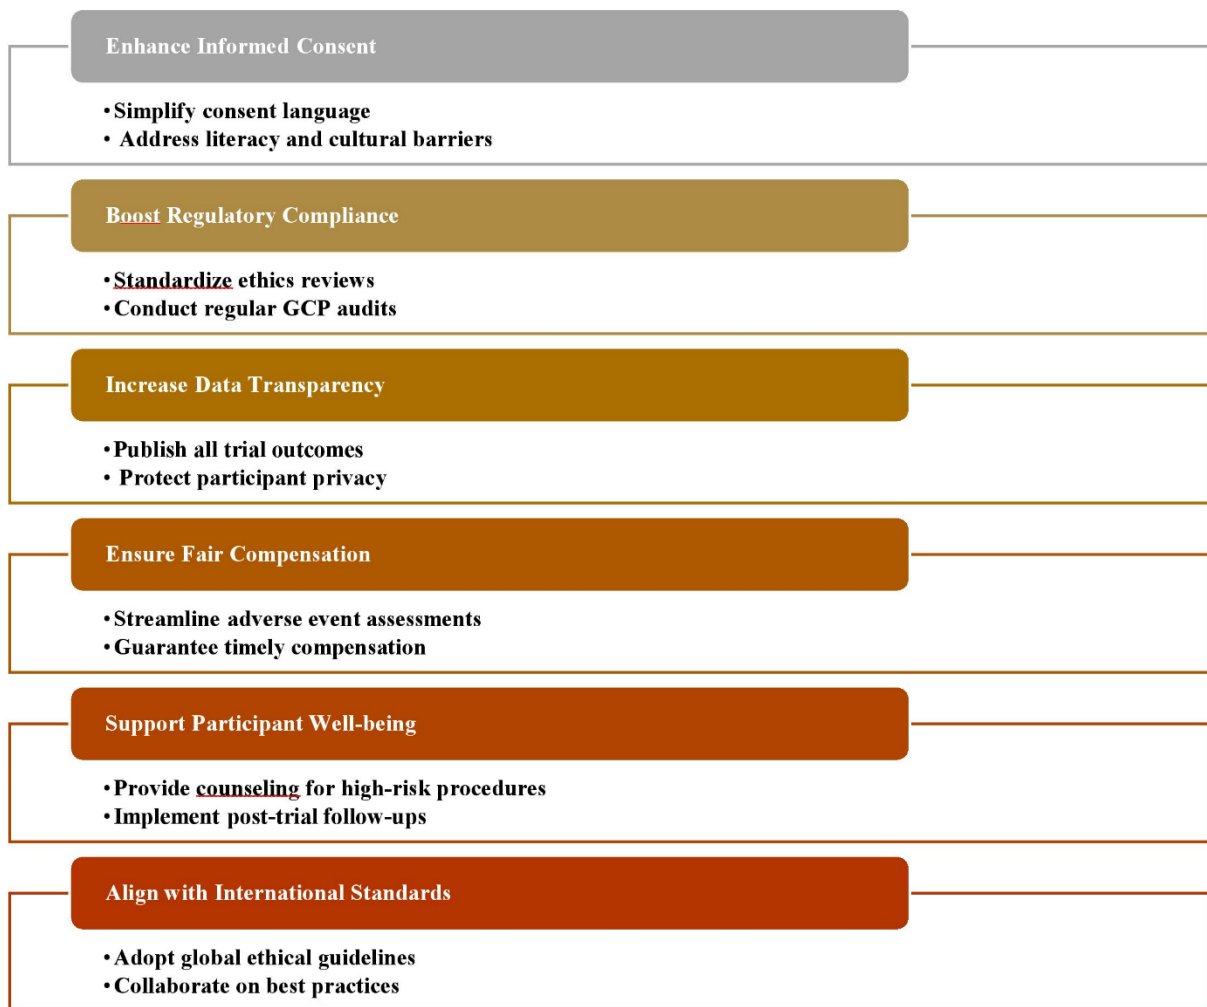 Enhance Informed Consent
• Simplify consent language
• Address literacy and cultural barriers
Boost Regulatory Compliance
• Standardize ethics reviews
• Conduct regular GCP audits
Increase Data Transparency
• Publish all trial outcomes
• Protect participant privacy
Ensure Fair Compensation
• Streamline adverse event assessments
• Guarantee timely compensation
Support Participant Well-being
• Provide counseling for high-risk procedures
• Implement post-trial follow-ups
Align with International Standards
• Adopt global ethical guidelines
• Collaborate on best practices